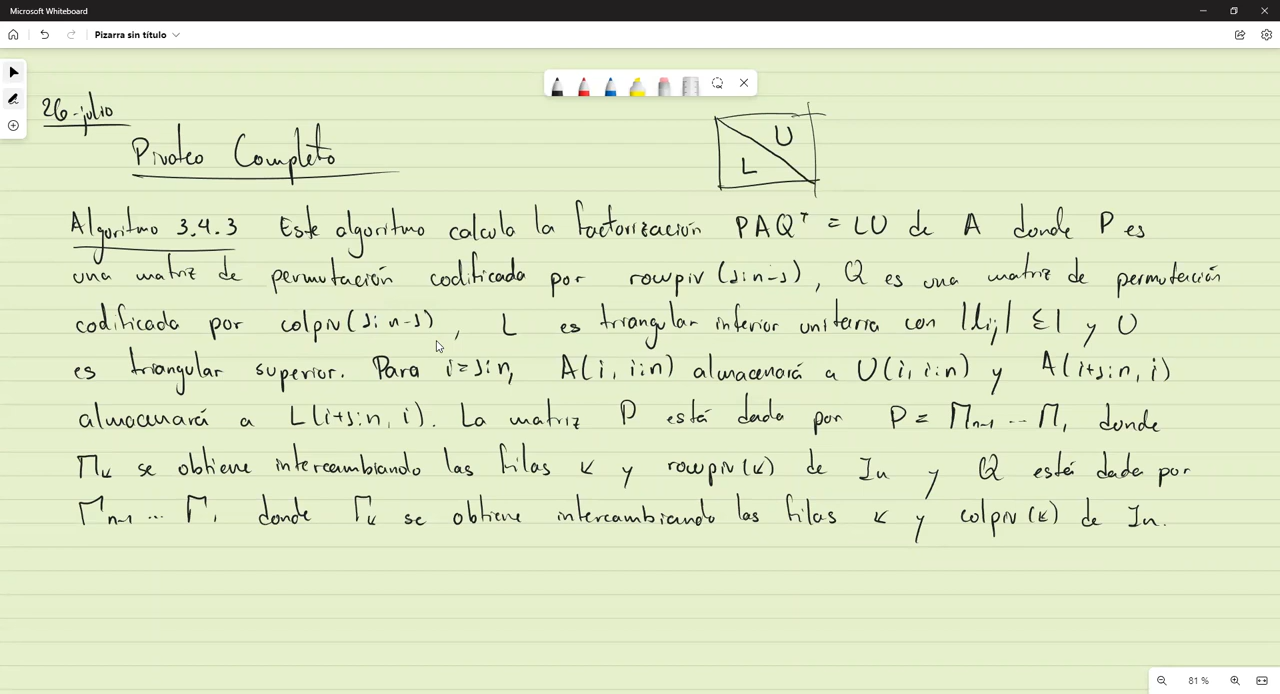 Microsoft Whiteboard
Pizarra sin título
26-julio
Pivoteo Completo
U
L
Algoritmo 3.4.3 Este algoritmo calcula la factorización PAQᵀ = LU de A donde P es
una matriz de permutación codificada por rowpiv(1:n-1), Q es una matriz de permutación
codificada por colpiv(1:n-1), L es triangular inferior unitaria con |lij| ≤ 1 y U
es triangular superior. Para i=1:n, A(i, i:n) almacenará a U(i, i:n) y A(i+1:n, i)
almacenará a L(i+1:n, i). La matriz P está dada por P = Πn-1 ... Π1 donde
Πk se obtiene intercambiando las filas k y rowpiv(k) de In y Q está dada por
Γn-1 ... Γ1 donde Γk se obtiene intercambiando las filas k y colpiv(k) de In.
81 %